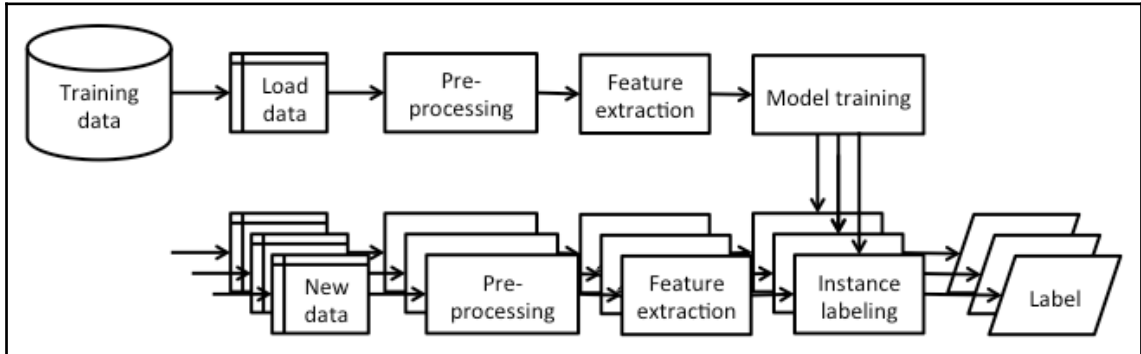 Training
data
Load
data
Pre-
processing
Feature
extraction
Model training
New
data
Pre-
processing
Feature
extraction
Instance
labeling
Label